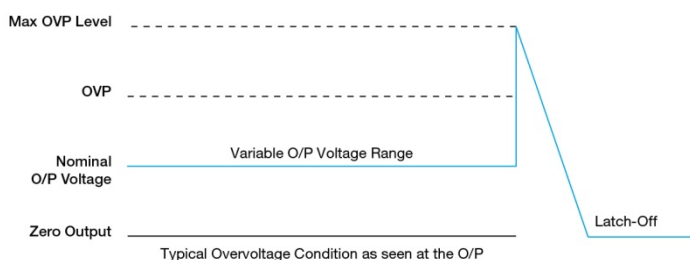 Max OVP Level
OVP
Variable O/P Voltage Range
Nominal
O/P Voltage
Zero Output
Latch-Off
Typical Overvoltage Condition as seen at the O/P